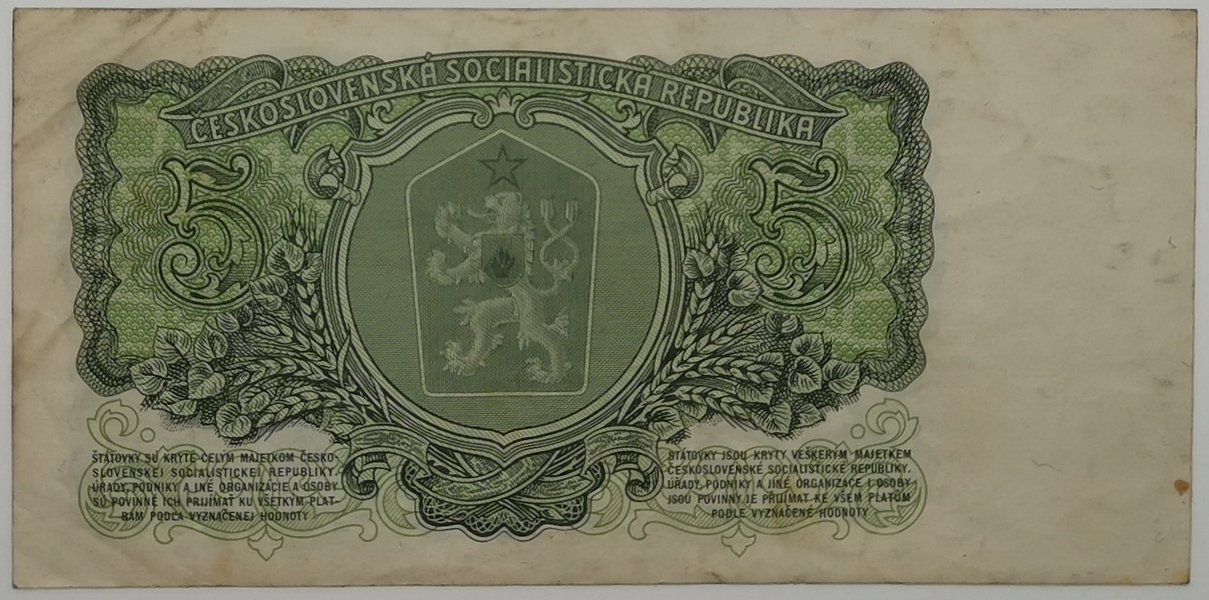 ČESKOSLOVENSKÁ SOCIALISTICKÁ REPUBLIKA
5 5
ŠTÁTOVKY SÚ KRYTÉ CELÝM MAJETKOM ČESKO-
SLOVENSKEJ SOCIALISTICKEJ REPUBLIKY.
ÚRADY, PODNIKY A INÉ ORGANIZÁCIE A OSOBY
SÚ POVINNÉ ICH PRIJÍMAŤ KU VŠETKÝM PLAT-
BÁM PODĽA VYZNAČENEJ HODNOTY
STÁTOVKY JSOU KRYTY VEŠKERÝM MAJETKEM
ČESKOSLOVENSKÉ SOCIALISTICKÉ REPUBLIKY.
ÚŘADY, PODNIKY A JINÉ ORGANIZACE I OSOBY
JSOU POVINNY JE PŘIJÍMAT KE VŠEM PLATŮM
PODLE VYZNAČENÉ HODNOTY